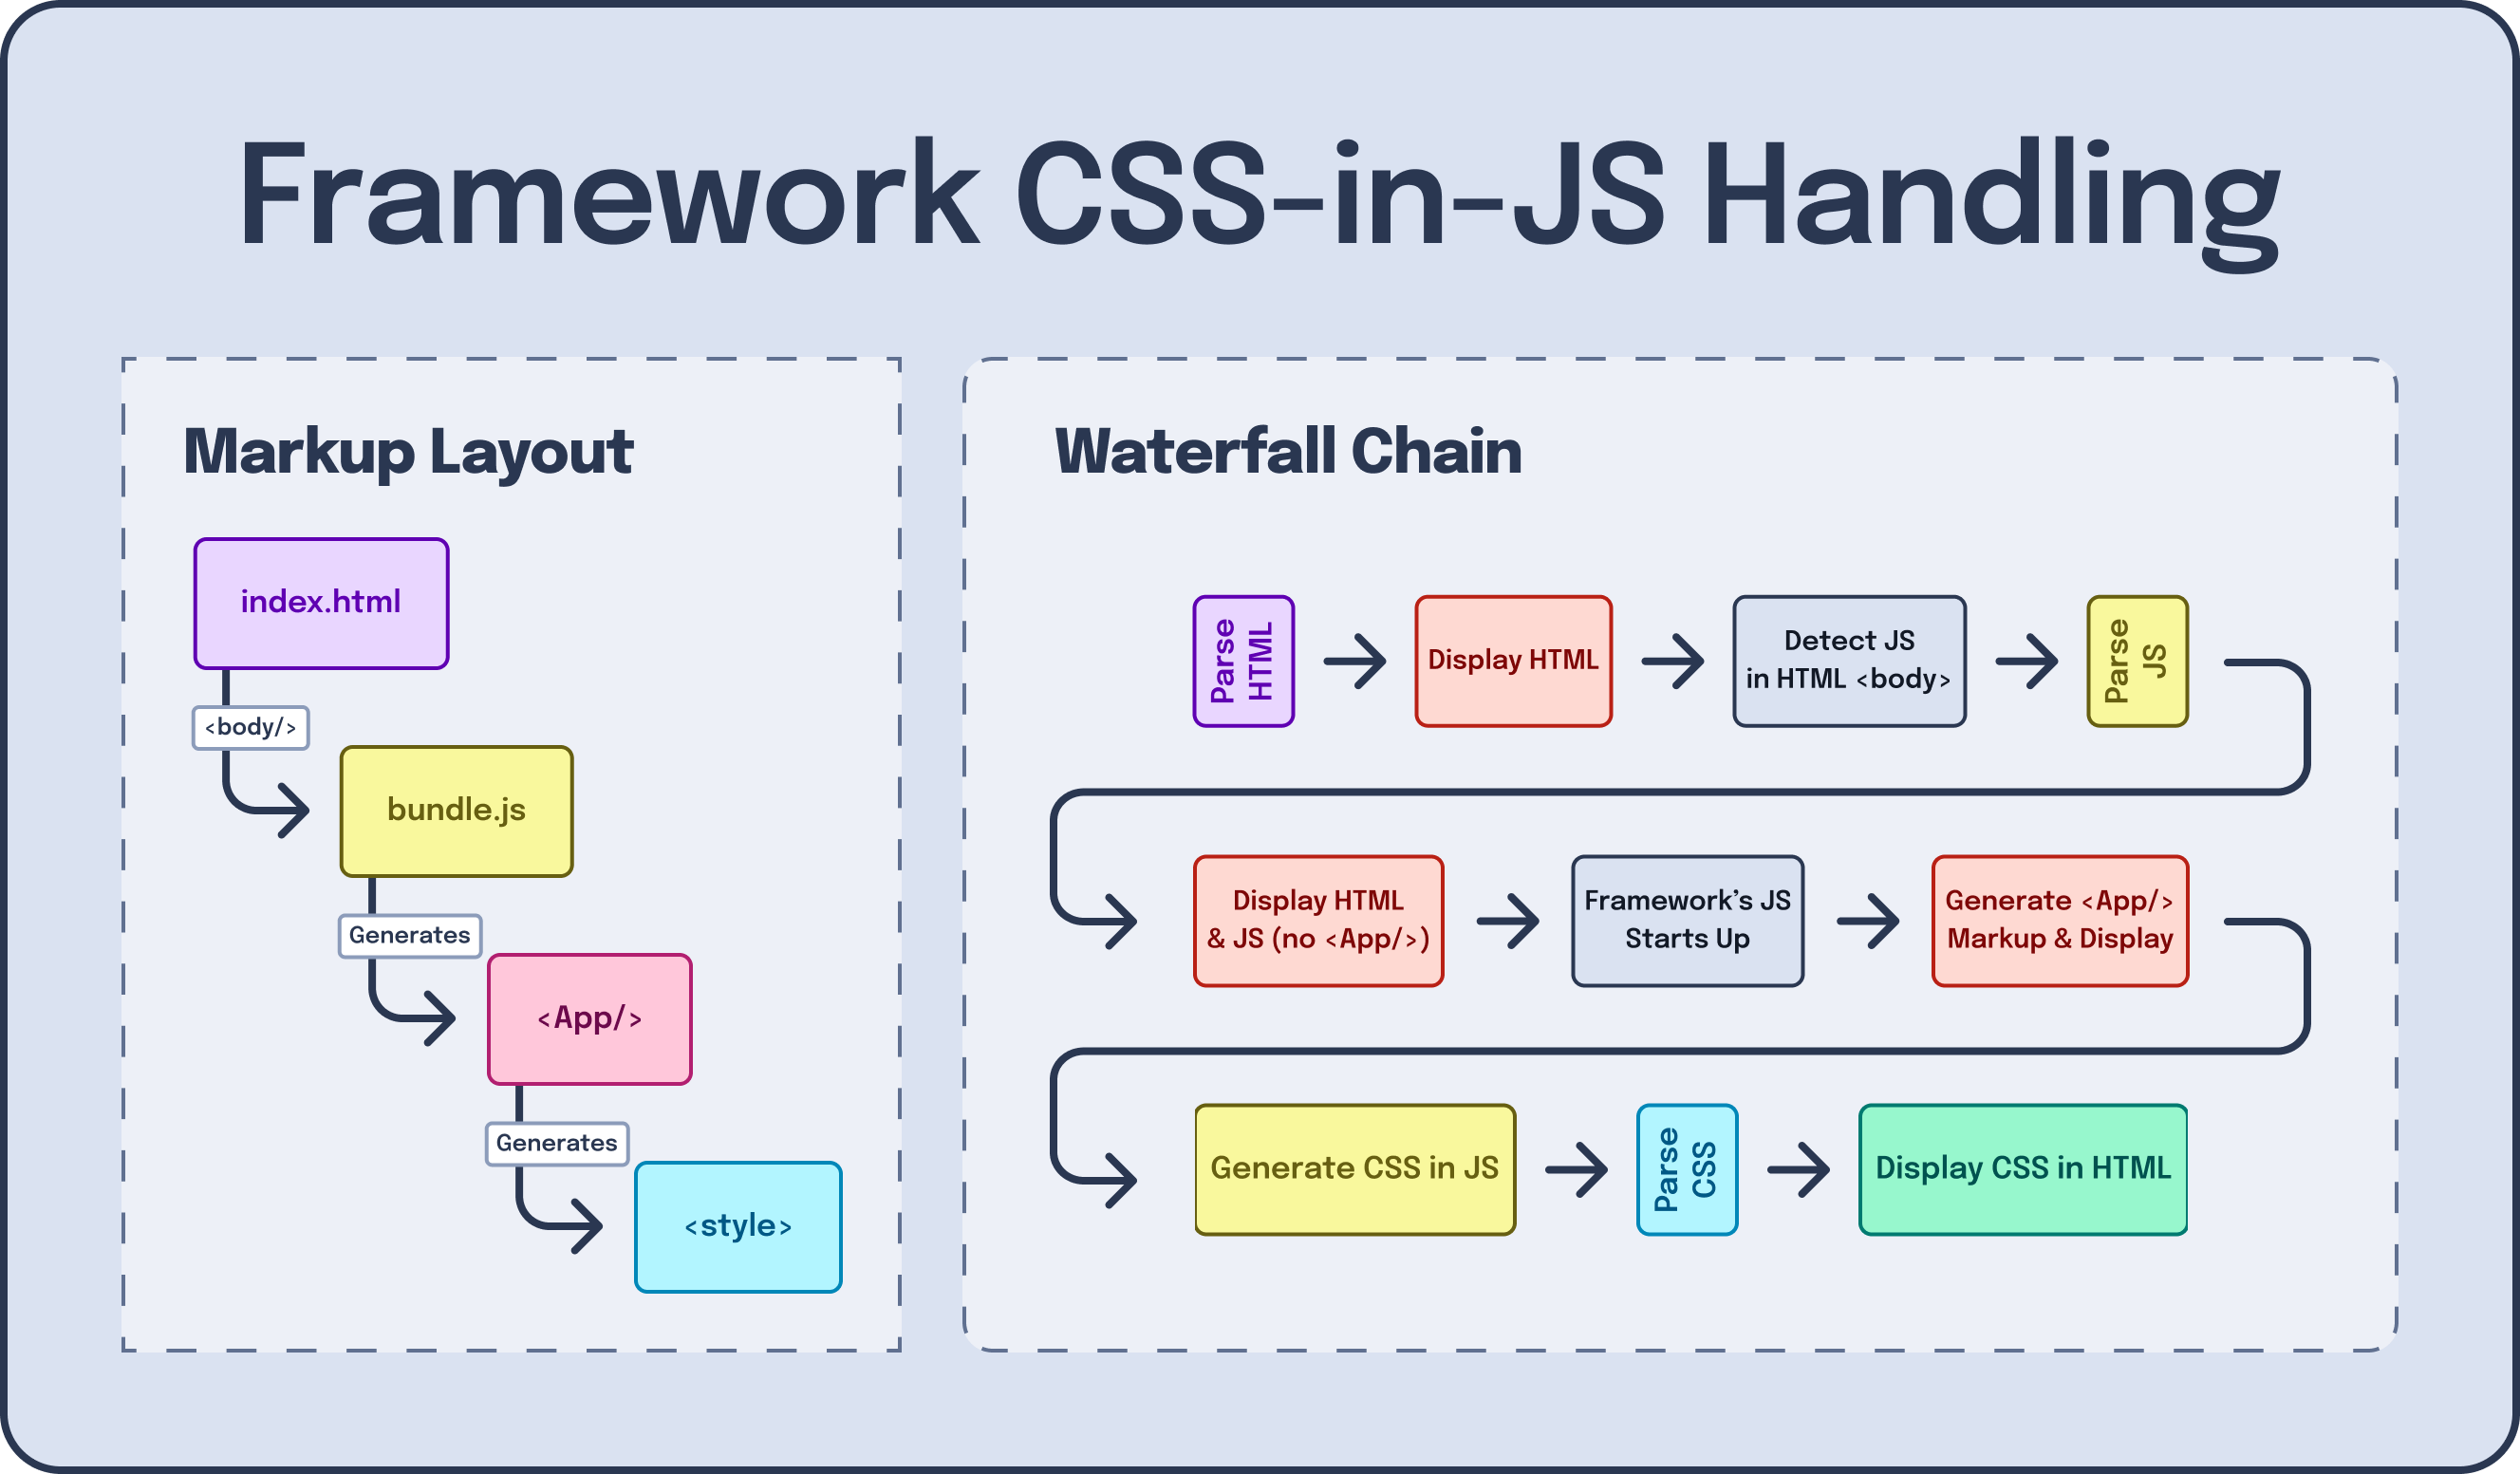 Framework CSS-in-JS Handling
Markup Layout
index.html
<body/>
bundle.js
Generates
<App/>
Generates
<style>
Waterfall Chain
Parse
HTML
Display HTML
Detect JS
in HTML <body>
Parse
JS
Display HTML
& JS (no <App/>)
Framework’s JS
Starts Up
Generate <App/>
Markup & Display
Generate CSS in JS
Parse
CSS
Display CSS in HTML